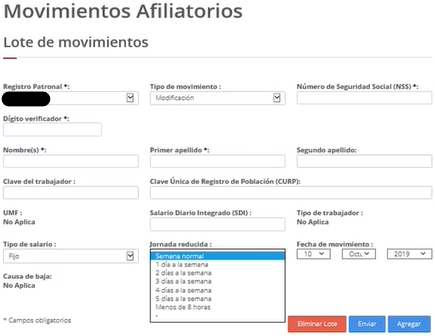 Movimientos Afiliatorios
Lote de movimientos
Registro Patronal *: Tipo de movimiento : Número de Seguridad Social (NSS) *:
Modificación
Dígito verificador *:
Nombre(s) *: Primer apellido *: Segundo apellido:
Clave del trabajador : Clave Única de Registro de Población (CURP):
UMF : Salario Diario Integrado (SDI) : Tipo de trabajador :
No Aplica No Aplica
Tipo de salario : Jornada reducida : Fecha de movimiento :
Fijo Semana normal 10 Octu 2019
1 día a la semana
2 días a la semana
Causa de baja: 3 días a la semana
No Aplica 4 días a la semana
5 días a la semana
Menos de 8 horas
-
* Campos obligatorios Eliminar Lote Enviar Agregar